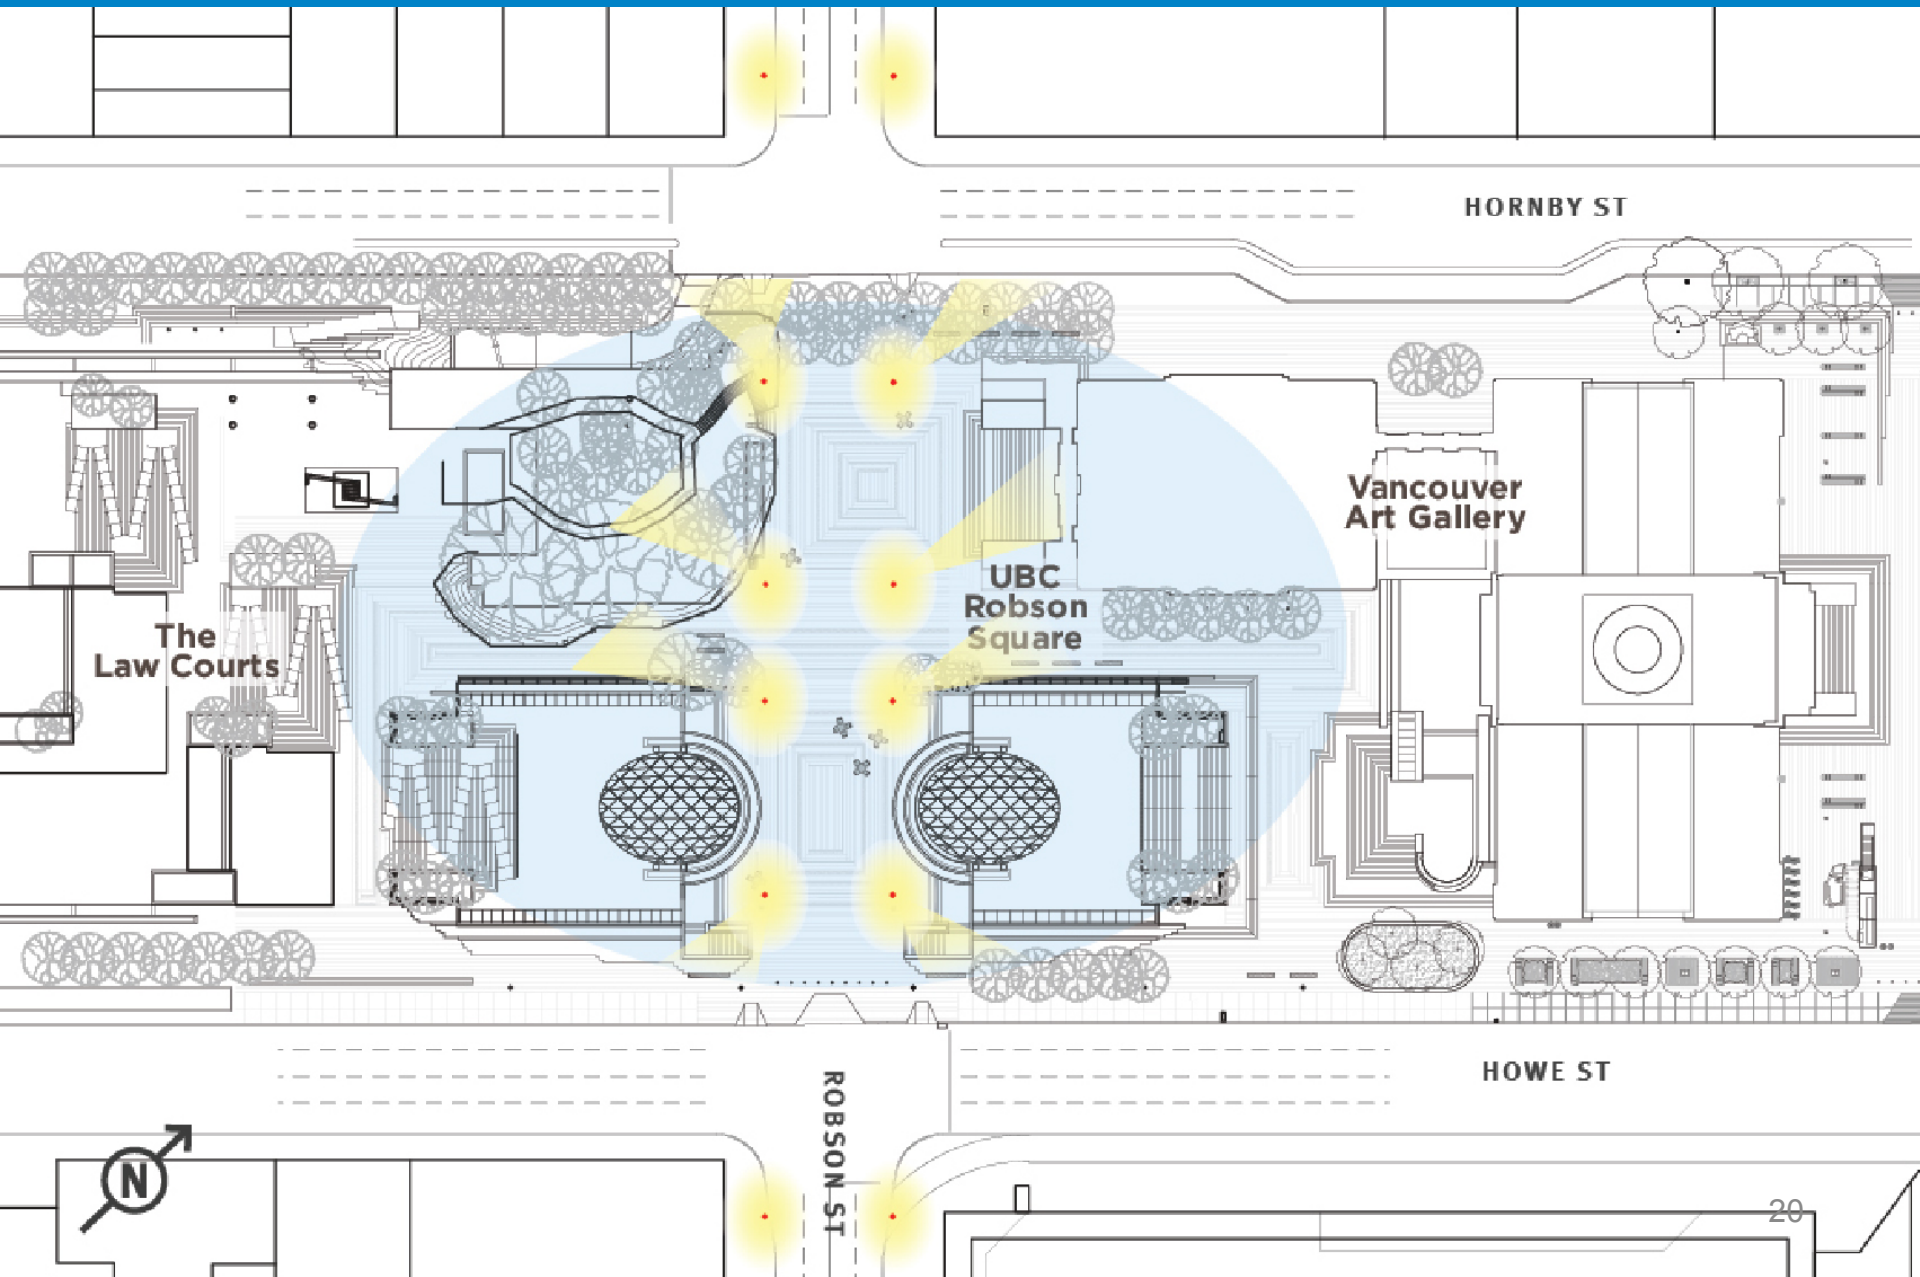 HORNBY ST
Vancouver
Art Gallery
UBC
Robson
Square
The
Law Courts
HOWE ST
ROBSON ST
N
20